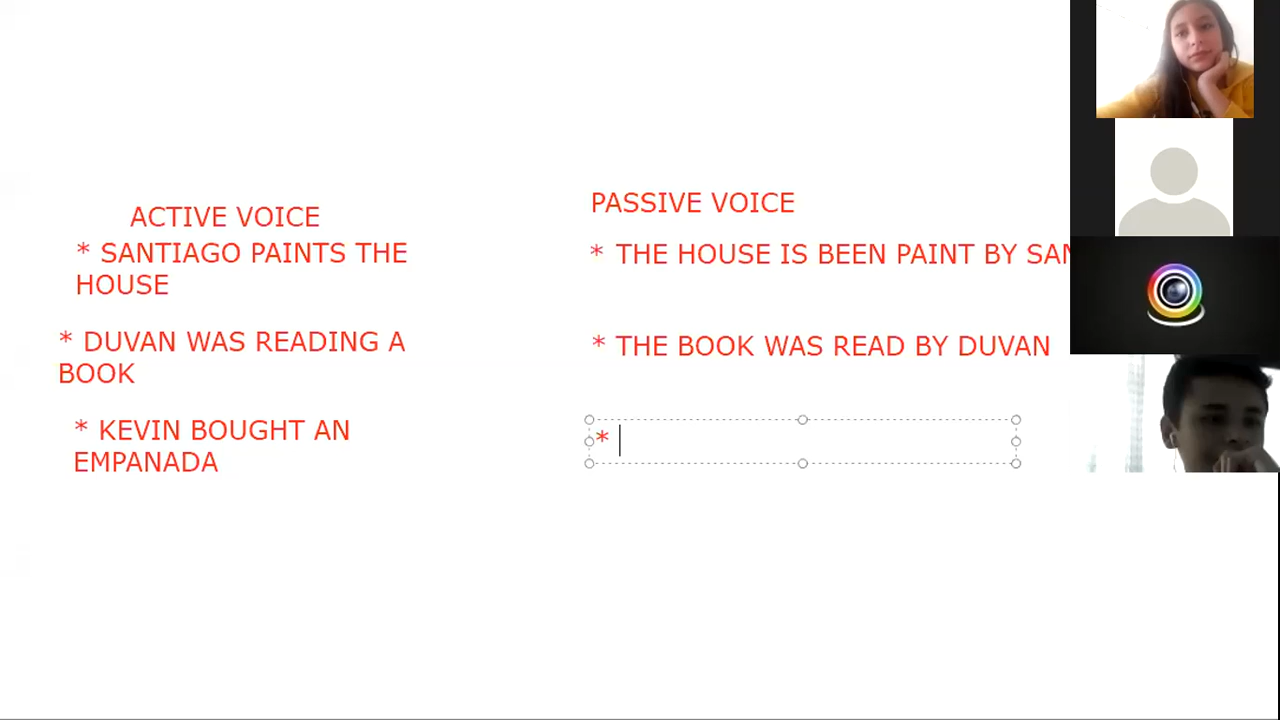 ACTIVE VOICE
* SANTIAGO PAINTS THE
HOUSE
* DUVAN WAS READING A
BOOK
* KEVIN BOUGHT AN
EMPANADA
PASSIVE VOICE
* THE HOUSE IS BEEN PAINT BY
* THE BOOK WAS READ BY DUVAN
*